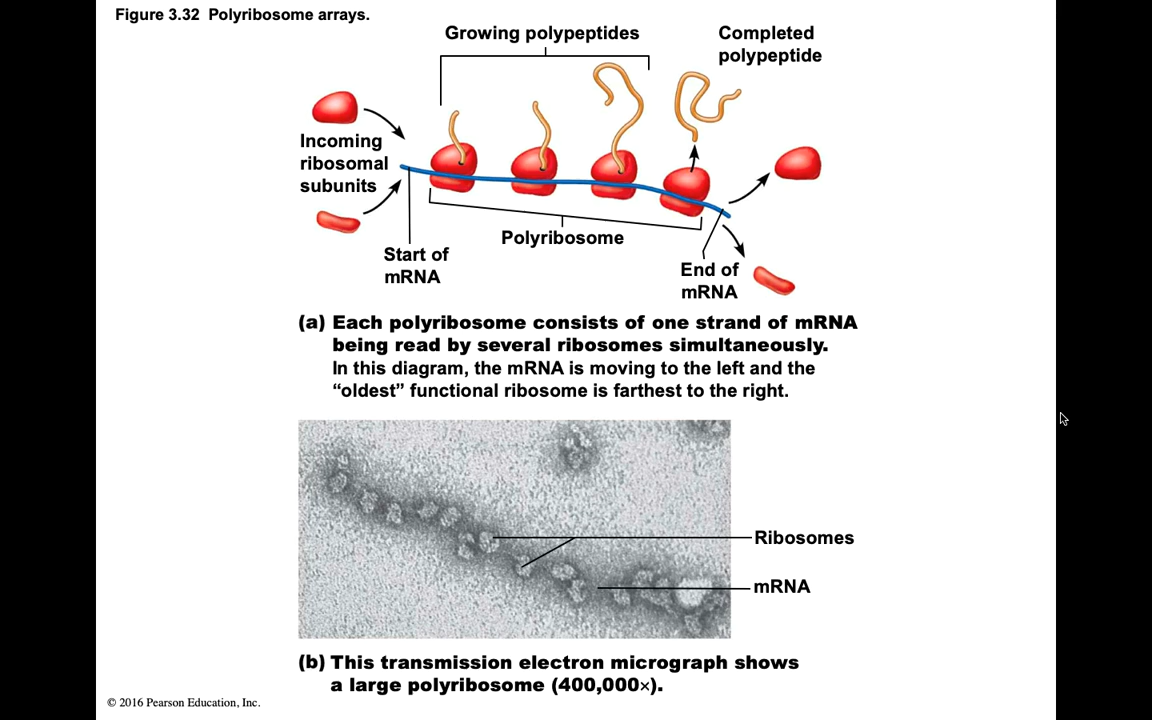 Figure 3.32 Polyribosome arrays.
Growing polypeptides
Completed
polypeptide
Incoming
ribosomal
subunits
Polyribosome
Start of
mRNA
End of
mRNA
(a) Each polyribosome consists of one strand of mRNA
being read by several ribosomes simultaneously.
In this diagram, the mRNA is moving to the left and the
“oldest” functional ribosome is farthest to the right.
Ribosomes
mRNA
(b) This transmission electron micrograph shows
a large polyribosome (400,000×).
© 2016 Pearson Education, Inc.